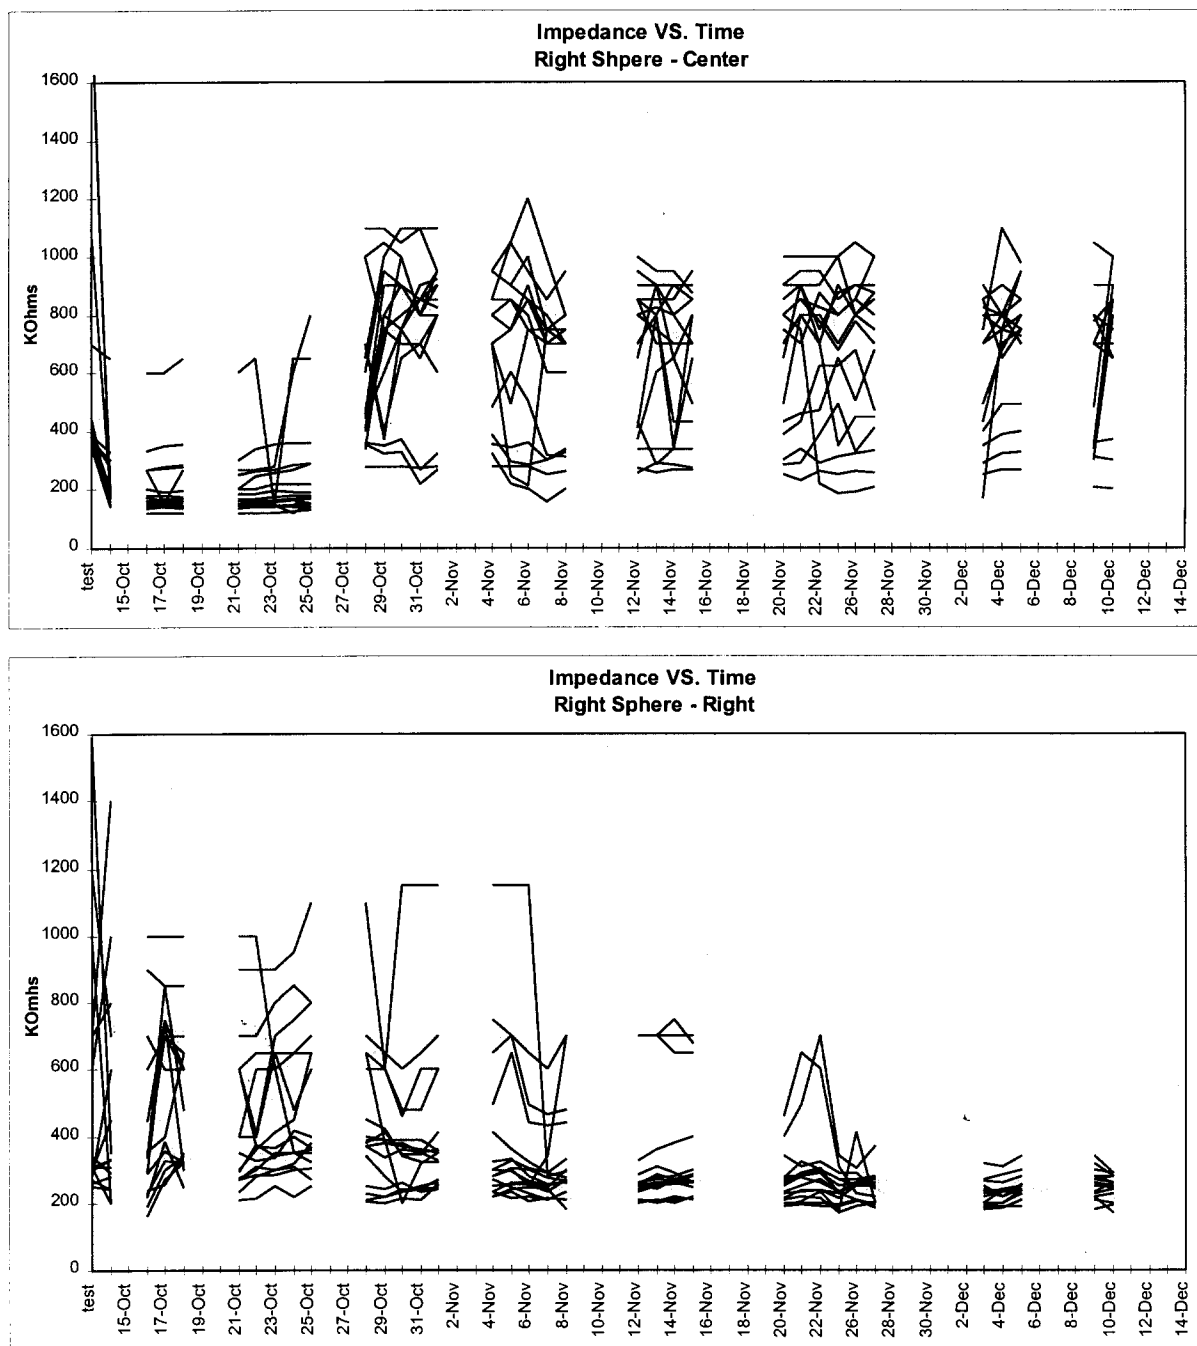 Impedance VS. Time
Right Shpere - Center
1600
1400
1200
1000
800
600
400
200
0
KOhms
test
15-Oct
17-Oct
19-Oct
21-Oct
23-Oct
25-Oct
27-Oct
29-Oct
31-Oct
2-Nov
4-Nov
6-Nov
8-Nov
10-Nov
12-Nov
14-Nov
16-Nov
20-Nov
22-Nov
26-Nov
28-Nov
30-Nov
2-Dec
4-Dec
6-Dec
8-Dec
10-Dec
12-Dec
14-Dec
Impedance VS. Time
Right Sphere - Right
1600
1400
1200
1000
800
600
400
200
0
KOmhs
test
15-Oct
17-Oct
19-Oct
21-Oct
23-Oct
25-Oct
27-Oct
29-Oct
31-Oct
2-Nov
4-Nov
6-Nov
8-Nov
10-Nov
12-Nov
14-Nov
16-Nov
20-Nov
22-Nov
26-Nov
28-Nov
30-Nov
2-Dec
4-Dec
6-Dec
8-Dec
10-Dec
12-Dec
14-Dec